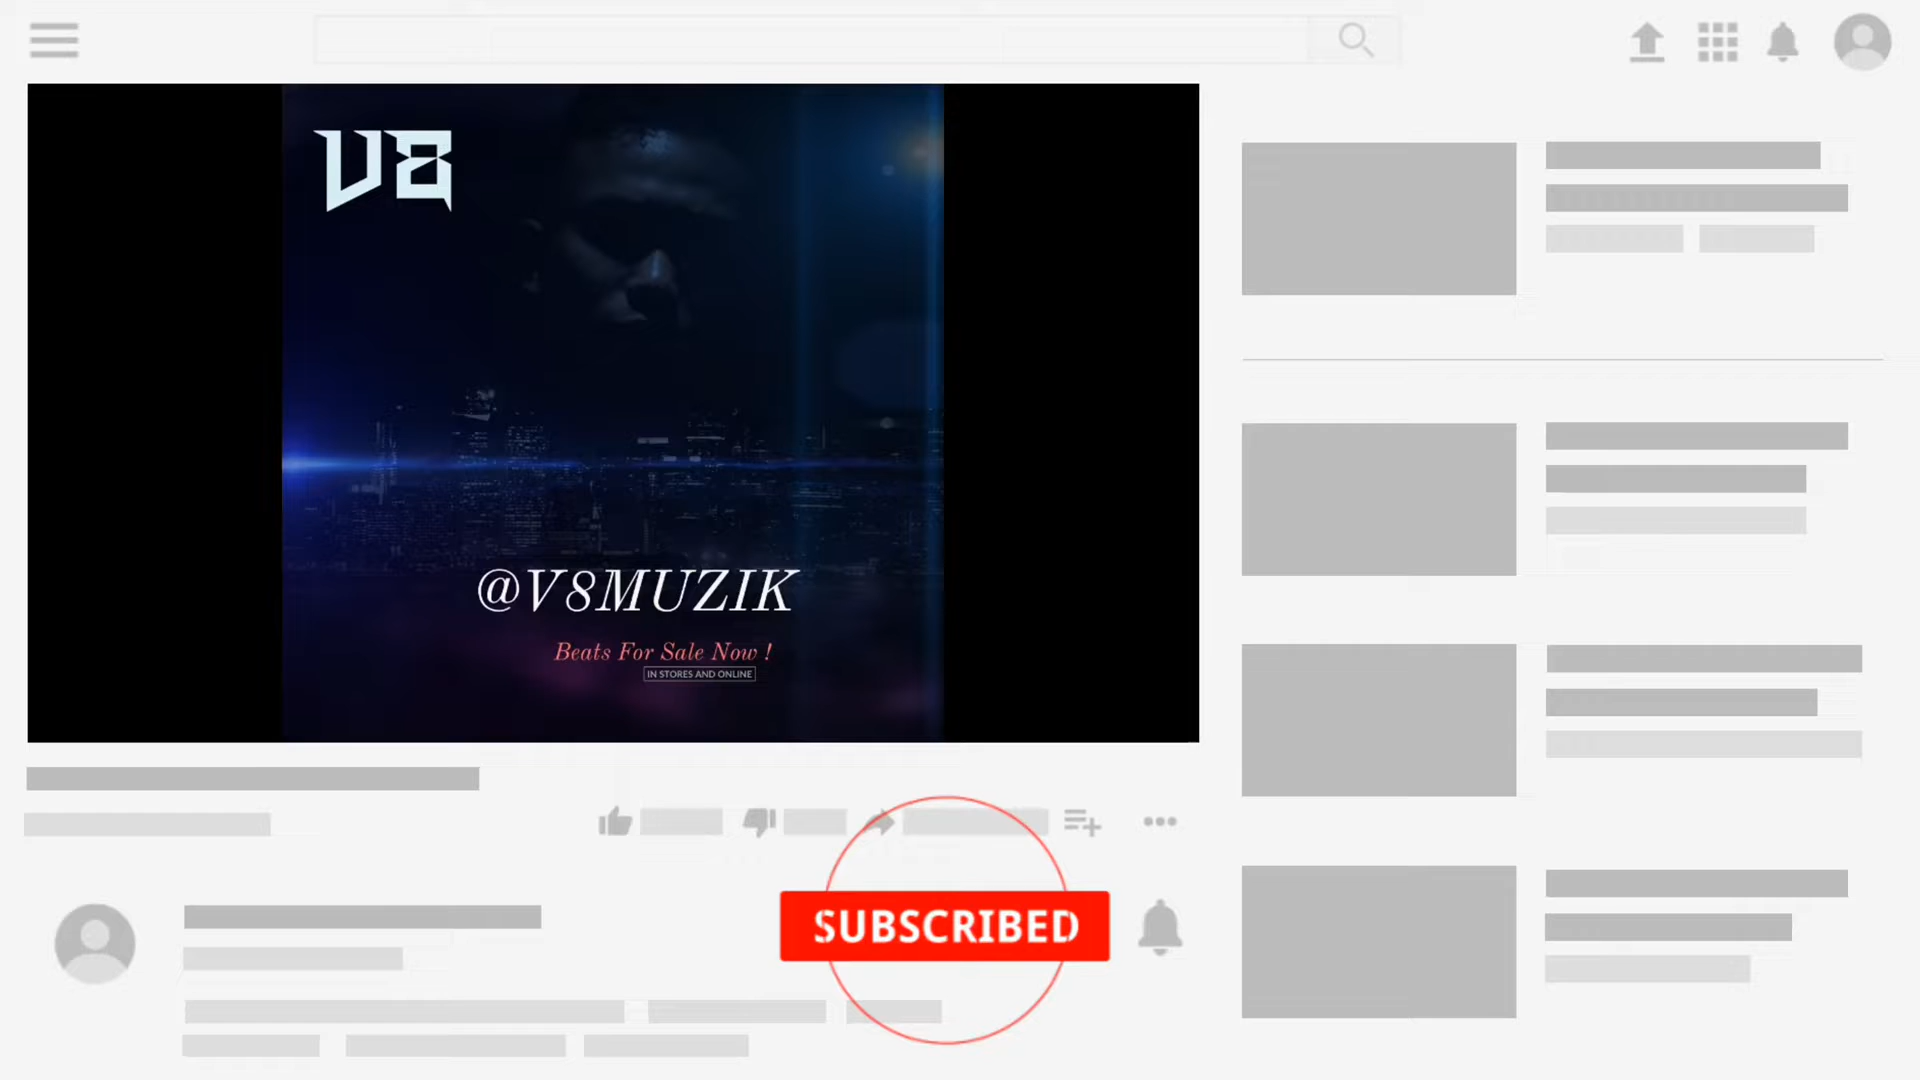 V8
@V8MUZIK
Beats For Sale Now !
IN STORES AND ONLINE
SUBSCRIBED